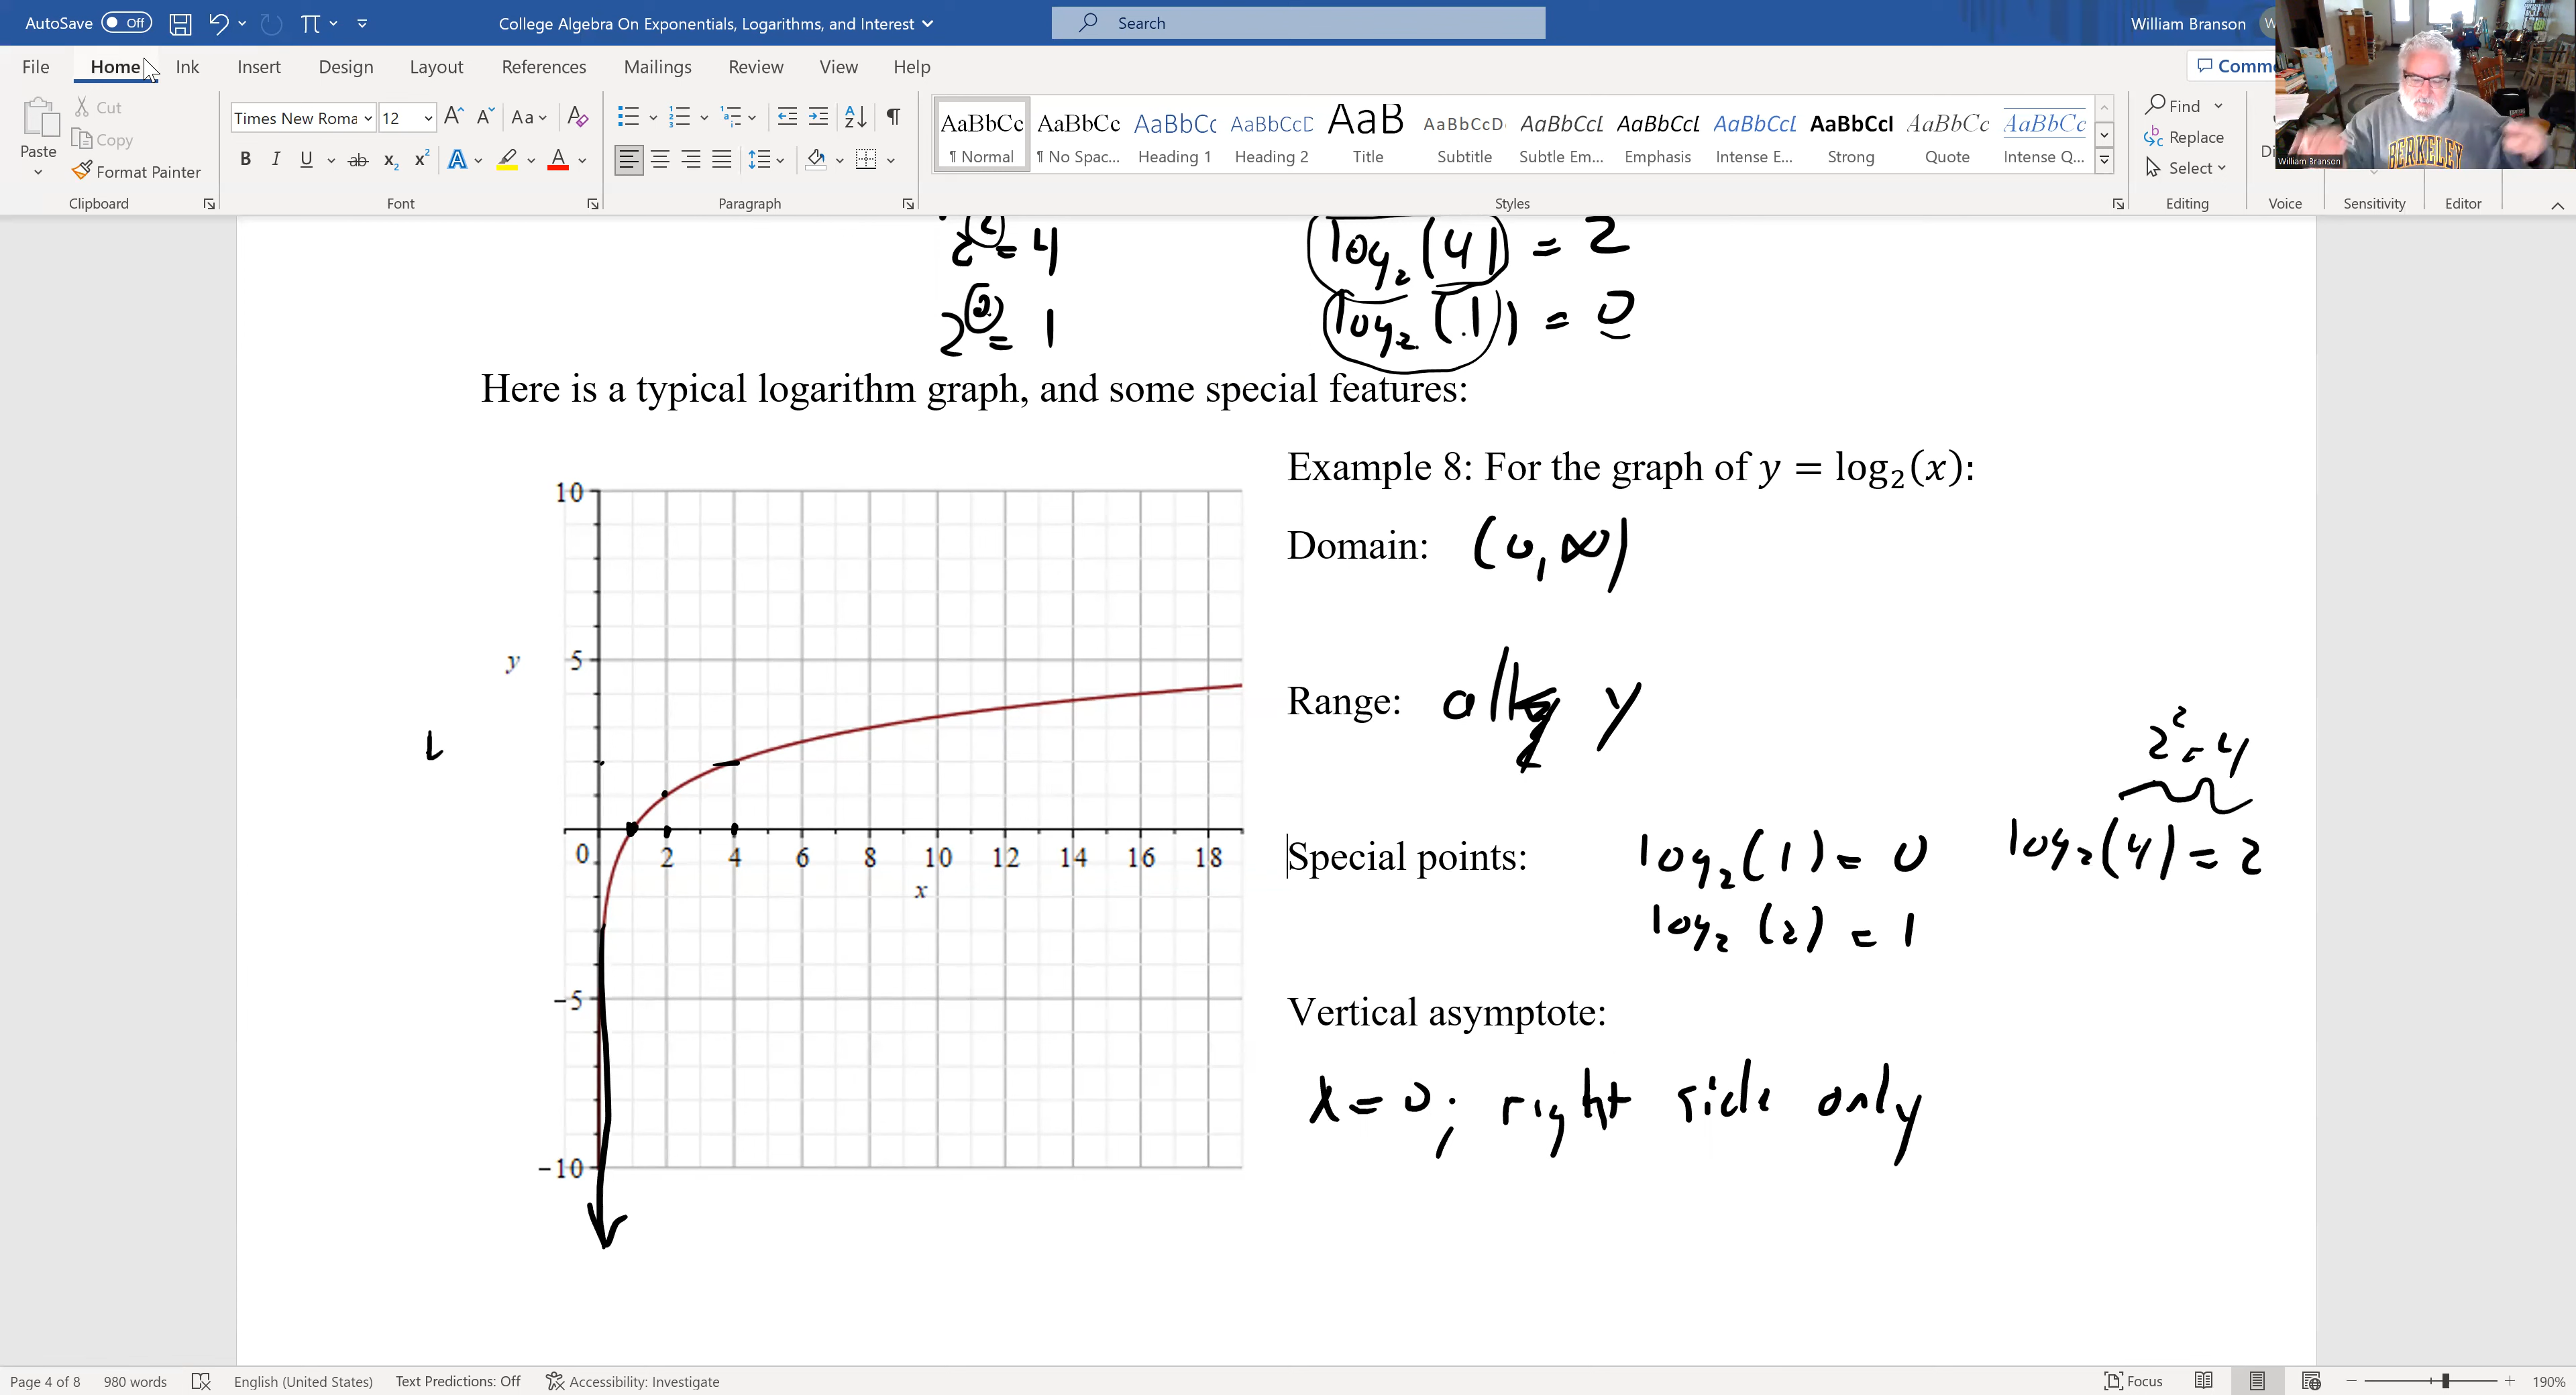 AutoSave Off College Algebra On Exponentials, Logarithms, and Interest Search William Branson W
File Home Ink Insert Design Layout References Mailings Review View Help
Paste Cut Copy Format Painter
Times New Roma 12
AaBbCc AaBbCc AaBbCc AaBbCcD AaB AaBbCcD AaBbCcL AaBbCcL AaBbCcL AaBbCcI AaBbCc AaBbCc
¶ Normal ¶ No Spac... Heading 1 Heading 2 Title Subtitle Subtle Em... Emphasis Intense E... Strong Quote Intense Q...
Find
Replace
Select
William Branson
BERKELEY
Clipboard Font Paragraph Styles Editing Voice Sensitivity Editor
= 4 log₂(4) = 2
2⁰ = 1 log₂(1) = 0
Here is a typical logarithm graph, and some special features:
Example 8: For the graph of y = log₂(x):
Domain: (0, ∞)
Range: all y
Special points: log₂(1) = 0 log₂(4) = 2
2² = 4
log₂(2) = 1
Vertical asymptote:
x = 0; right side only
10
y 5
0 2 4 6 8 10 12 14 16 18
x
−5
−10
Page 4 of 8 980 words English (United States) Text Predictions: Off Accessibility: Investigate Focus 190%